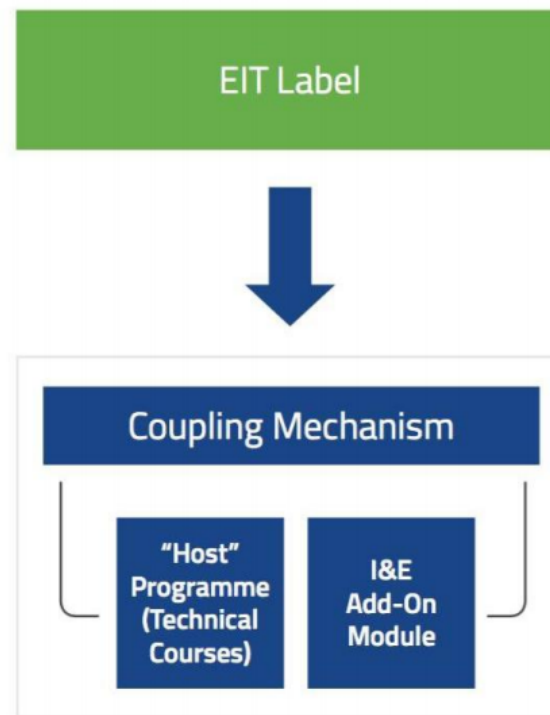 EIT Label
Coupling Mechanism
“Host”
Programme
(Technical
Courses)
I&E
Add-On
Module